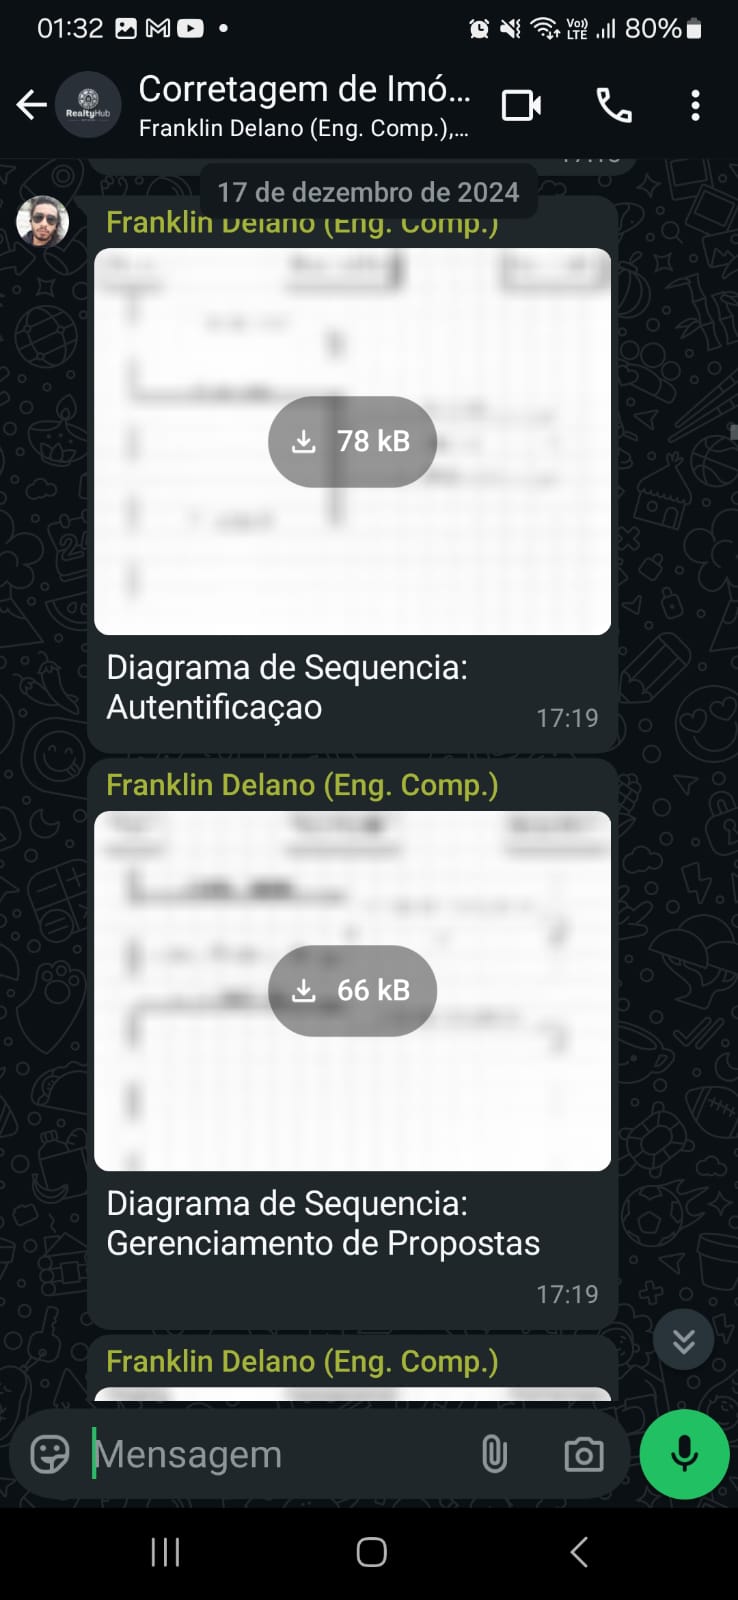 01:32
Vo))
LTE
80%
RealtyHub
Corretagem de Imó...
Franklin Delano (Eng. Comp.),...
17 de dezembro de 2024
Franklin Delano (Eng. Comp.)
78 kB
Diagrama de Sequencia:
Autentificaçao
17:19
Franklin Delano (Eng. Comp.)
66 kB
Diagrama de Sequencia:
Gerenciamento de Propostas
17:19
Franklin Delano (Eng. Comp.)
Mensagem